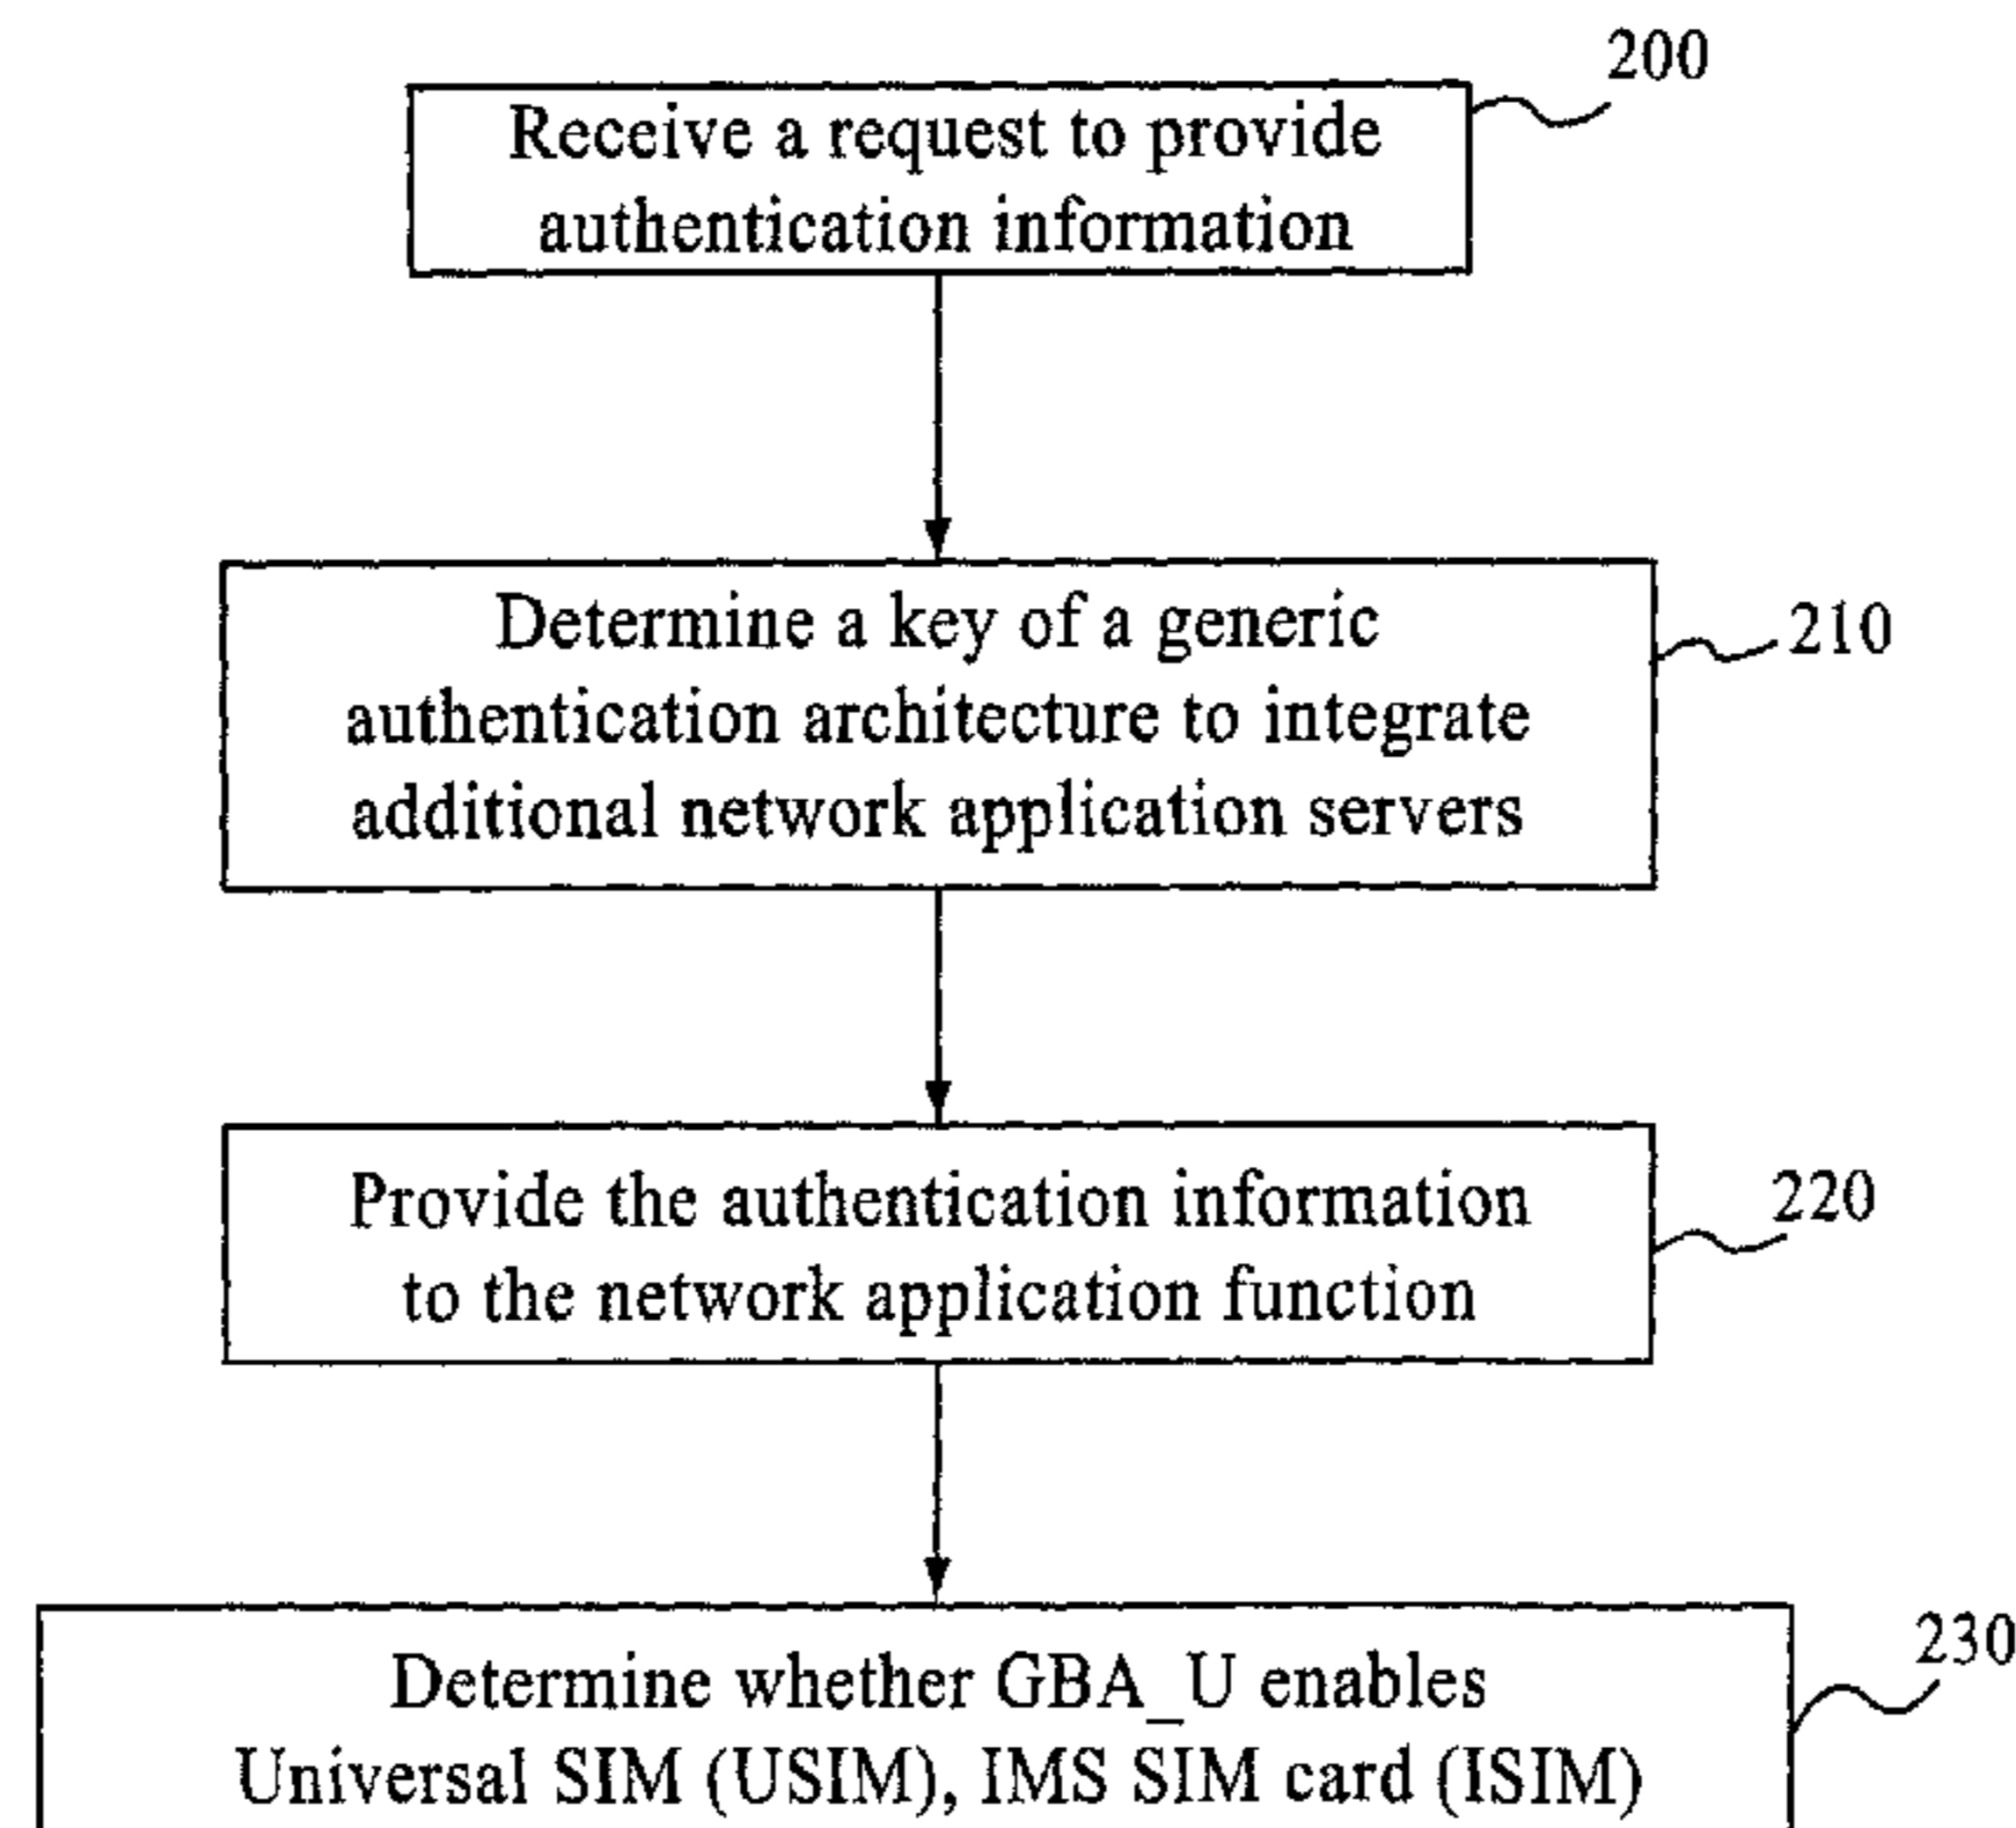 200
Receive a request to provide
authentication information
Determine a key of a generic
authentication architecture to integrate
additional network application servers
210
Provide the authentication information
to the network application function
220
230
Determine whether GBA_U enables
Universal SIM (USIM), IMS SIM card (ISIM)